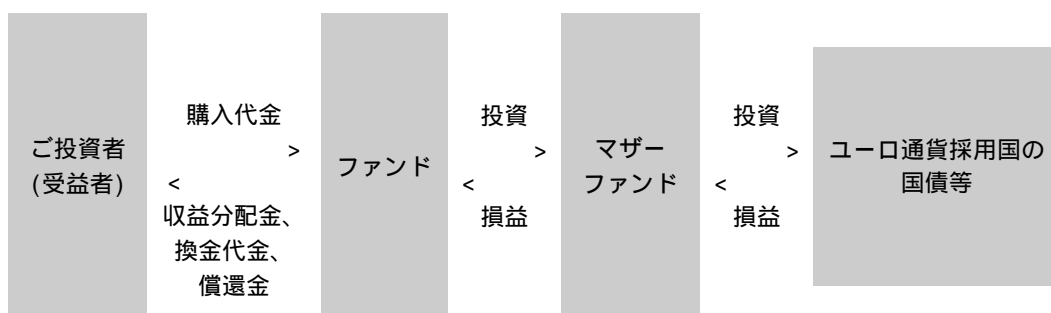 ご投資者
(受益者)
購入代金
>
<
収益分配金、
換金代金、
償還金
ファンド
投資
>
<
損益
マザー
ファンド
投資
>
<
損益
ユーロ通貨採用国の
国債等